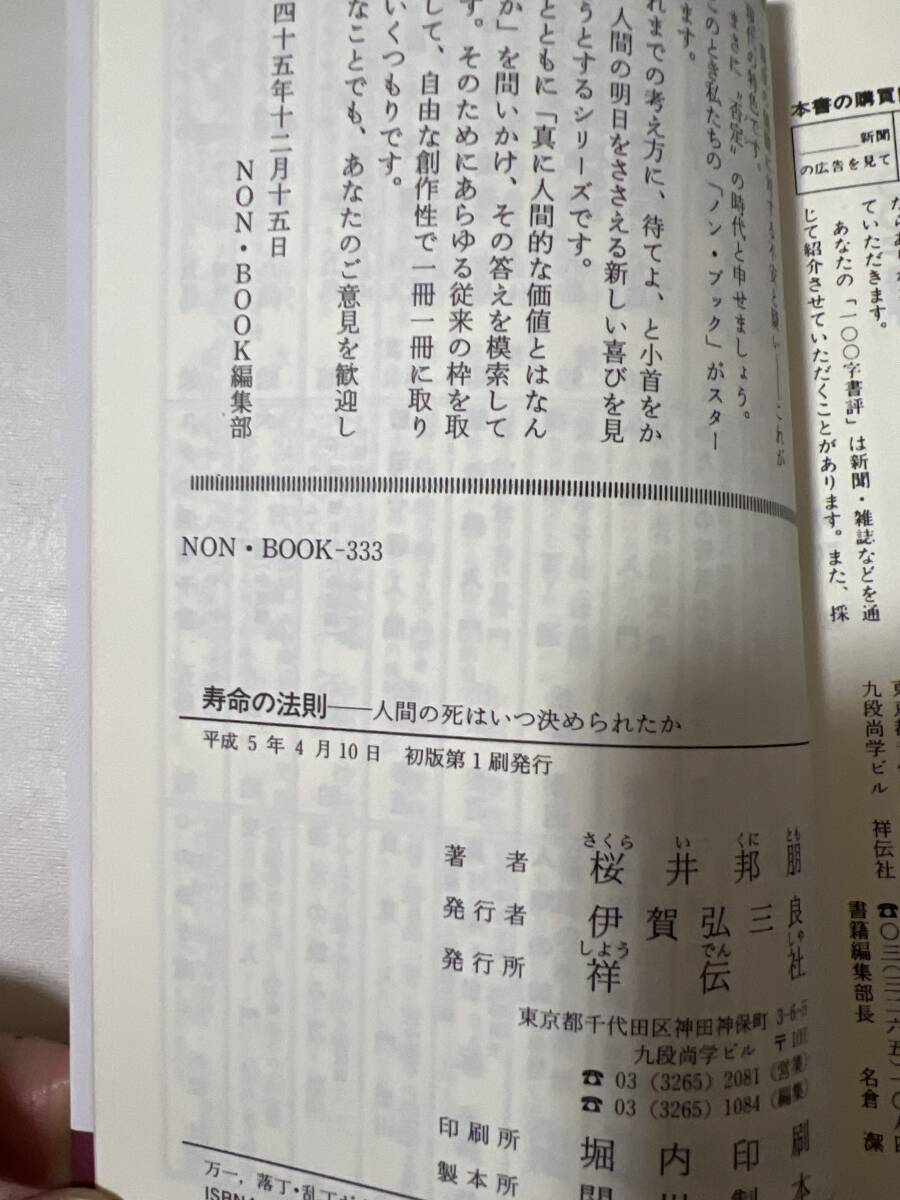 まさに“否定”の時代と申せましょう。
このとき私たちの「ノン・ブック」がスター
ます。
れまでの考え方に、待てよ、と小首をか
人間の明日をささえる新しい喜びを見
うとするシリーズです。
とともに「真に人間的な価値とはなん
か」を問いかけ、その答えを模索して
す。そのためにあらゆる従来の枠を取
して、自由な創作性で一冊一冊に取り
いくつもりです。
なことでも、あなたのご意見を歓迎し
四十五年十二月十五日
NON・BOOK編集部
NON・BOOK-333
寿命の法則――人間の死はいつ決められたか
平成5年4月10日 初版第1刷発行
著者 桜井邦朋
さくら い くに とも
発行者 伊賀弘三良
発行所 祥伝社
しよう でん しゃ
東京都千代田区神田神保町3-6-5
九段尚学ビル 〒101
☎03(3265)2081(営業)
☎03(3265)1084(編集)
印刷所 堀内印刷
製本所
万一,落丁・乱丁
ISBN
本書の購買
新聞
の広告を見て
ていただきます。
あなたの「一〇〇字書評」は新聞・雑誌などを通
じて紹介させていただくことがあります。また、採
九段尚学ビル 祥伝社
☎〇三(三二六五)一〇八四
書籍編集部長 名倉 潔